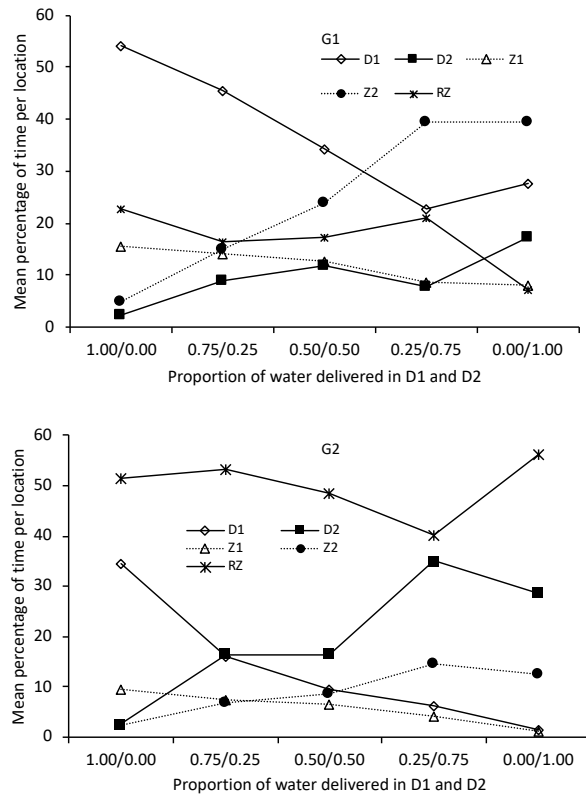 G1
D1 D2 Z1
Z2 RZ
Mean percentage of time per location
60
50
40
30
20
10
0
1.00/0.00 0.75/0.25 0.50/0.50 0.25/0.75 0.00/1.00
Proportion of water delivered in D1 and D2
G2
D1 D2
Z1 Z2
RZ
Mean percentage of time per location
60
50
40
30
20
10
0
1.00/0.00 0.75/0.25 0.50/0.50 0.25/0.75 0.00/1.00
Proportion of water delivered in D1 and D2